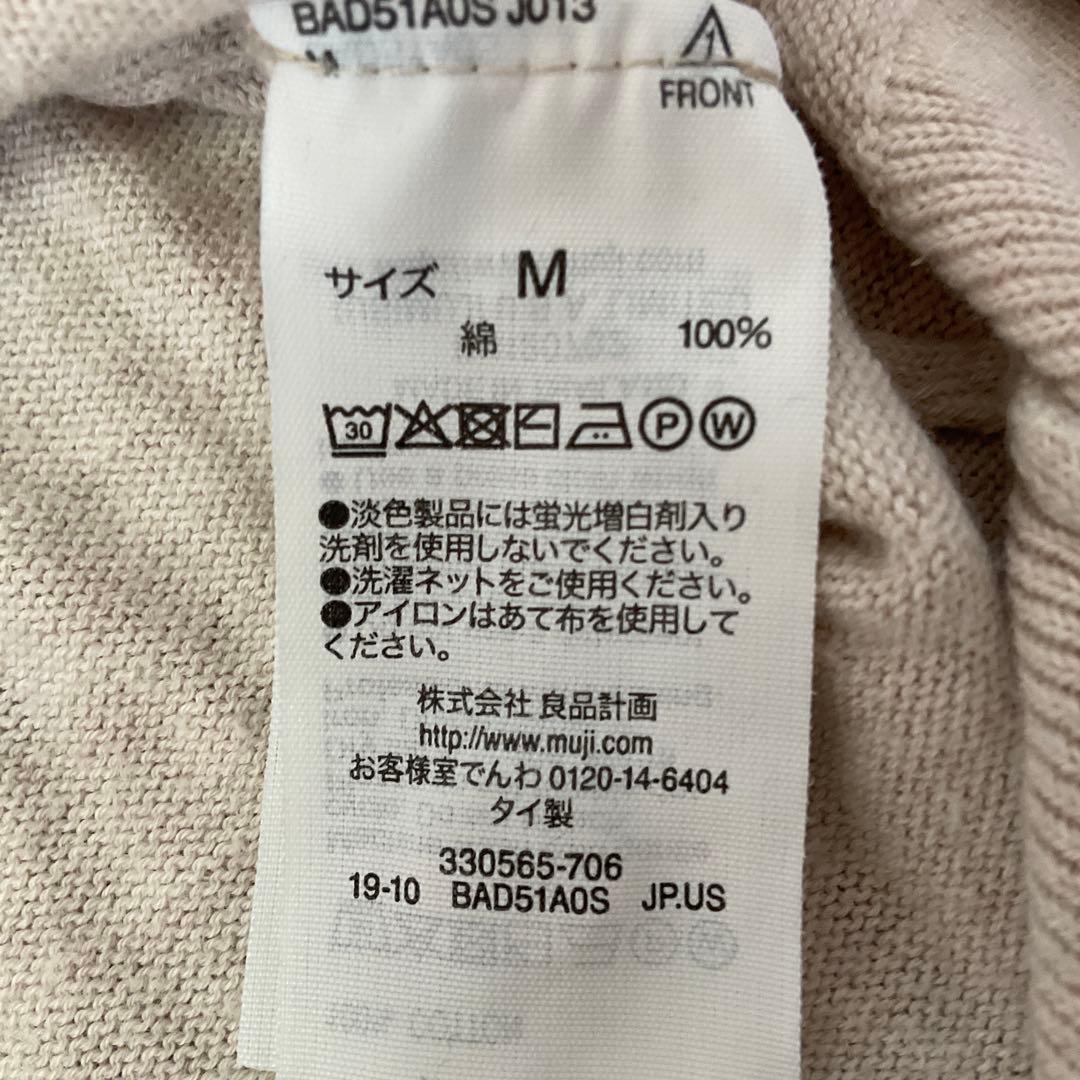 BAD51A0S J013
FRONT
サイズ M
綿 100%
30 P W
●淡色製品には蛍光増白剤入り
洗剤を使用しないでください。
●洗濯ネットをご使用ください。
●アイロンはあて布を使用して
ください。
株式会社 良品計画
http://www.muji.com
お客様室でんわ 0120-14-6404
タイ製
330565-706
19-10 BAD51A0S JP.US